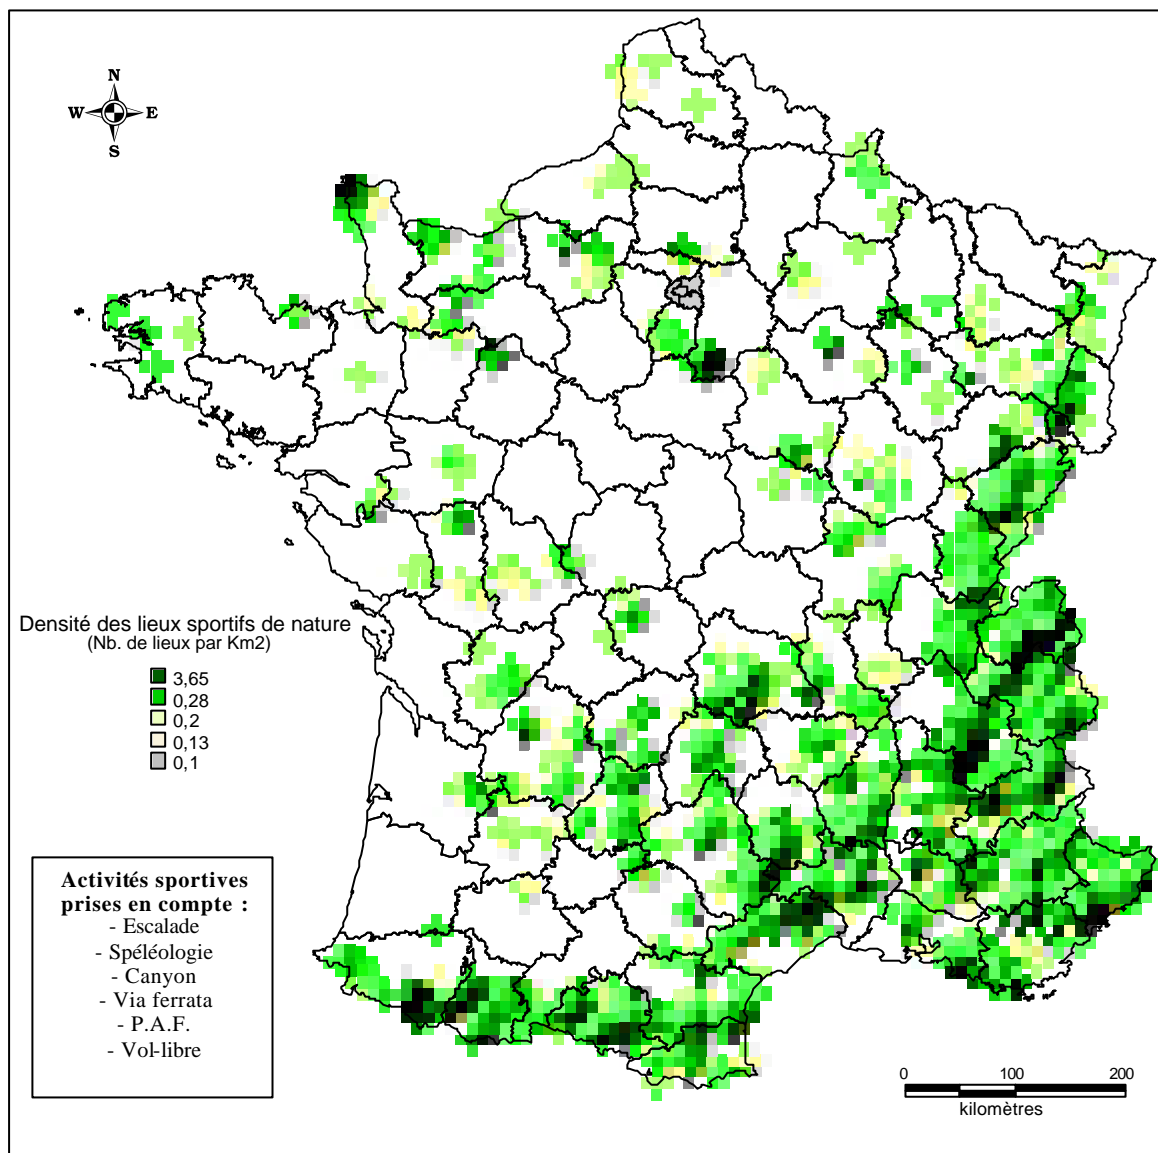 N
W E
S
Densité des lieux sportifs de nature
(Nb. de lieux par Km2)
3,65
0,28
0,2
0,13
0,1
Activités sportives
prises en compte :
- Escalade
- Spéléologie
- Canyon
- Via ferrata
- P.A.F.
- Vol-libre
0 100 200
kilomètres